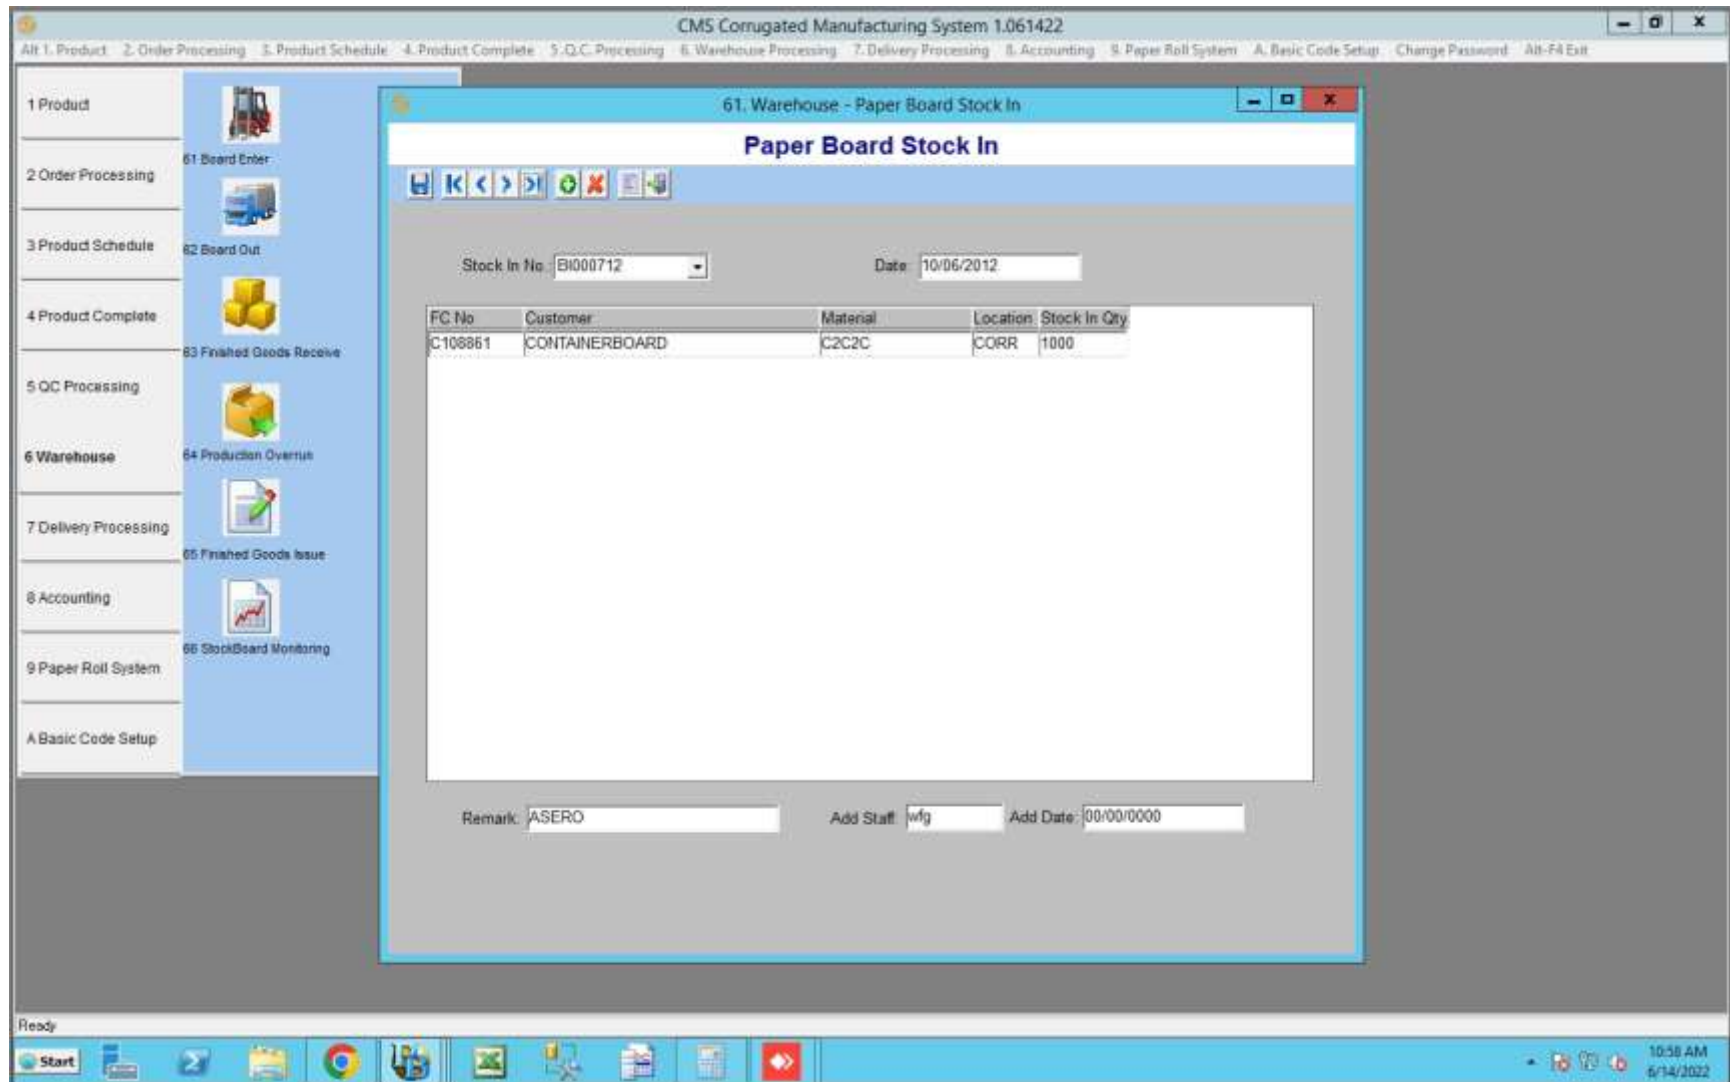 CMS Corrugated Manufacturing System 1.061422
Alt 1. Product 2. Order Processing 3. Product Schedule 4. Product Complete 5 .Q.C. Processing 6. Warehouse Processing 7. Delivery Processing 8. Accounting 9. Paper Roll System A. Basic Code Setup Change Password Alt-F4 Exit
1 Product
2 Order Processing
3 Product Schedule
4 Product Complete
5 QC Processing
6 Warehouse
7 Delivery Processing
8 Accounting
9 Paper Roll System
A Basic Code Setup
61 Board Enter
62 Board Out
63 Finished Goods Receive
64 Production Overrun
65 Finished Goods Issue
66 StockBoard Monitoring
61. Warehouse - Paper Board Stock In
Paper Board Stock In
Stock In No.: BI000712 Date: 10/06/2012
FC No Customer Material Location Stock In Qty
C108861 CONTAINERBOARD C2C2C CORR 1000
Remark: ASERO Add Staff: wfg Add Date: 00/00/0000
Ready
Start
10:58 AM
6/14/2022